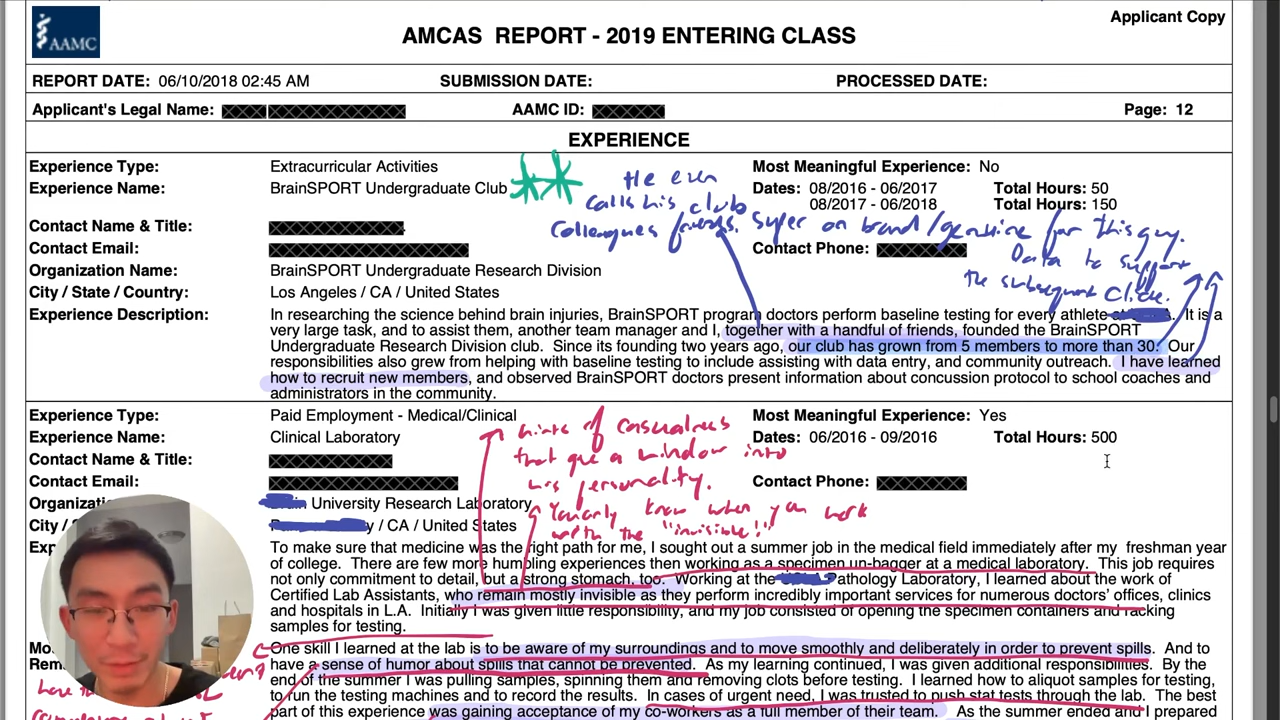 AAMC
Applicant Copy
AMCAS REPORT - 2019 ENTERING CLASS
REPORT DATE: 06/10/2018 02:45 AM SUBMISSION DATE: PROCESSED DATE:
Applicant's Legal Name: AAMC ID: Page: 12
EXPERIENCE
Experience Type: Extracurricular Activities Most Meaningful Experience: No
Experience Name: BrainSPORT Undergraduate Club Dates: 08/2016 - 06/2017 Total Hours: 50
08/2017 - 06/2018 Total Hours: 150
He even
calls his club
colleagues friends. super on brand/genuine for this guy.
Data to support
the subsequent claim.
Contact Name & Title:
Contact Email: Contact Phone:
Organization Name: BrainSPORT Undergraduate Research Division
City / State / Country: Los Angeles / CA / United States
Experience Description: In researching the science behind brain injuries, BrainSPORT program doctors perform baseline testing for every athlete It is a
very large task, and to assist them, another team manager and I, together with a handful of friends, founded the BrainSPORT
Undergraduate Research Division club. Since its founding two years ago, our club has grown from 5 members to more than 30. Our
responsibilities also grew from helping with baseline testing to include assisting with data entry, and community outreach. I have learned
how to recruit new members, and observed BrainSPORT doctors present information about concussion protocol to school coaches and
administrators in the community.
Experience Type: Paid Employment - Medical/Clinical Most Meaningful Experience: Yes
Experience Name: Clinical Laboratory Dates: 06/2016 - 09/2016 Total Hours: 500
hints of casualness
that give a window into
his personality.
Contact Name & Title:
Contact Email: Contact Phone:
Organizatio University Research Laboratory
You only know when you work
with the "invisible!"
City / S / CA / United States
Exp To make sure that medicine was the right path for me, I sought out a summer job in the medical field immediately after my freshman year
of college. There are few more humbling experiences then working as a specimen un-bagger at a medical laboratory. This job requires
not only commitment to detail, but a strong stomach, too. Working at the Pathology Laboratory, I learned about the work of
Certified Lab Assistants, who remain mostly invisible as they perform incredibly important services for numerous doctors' offices, clinics
and hospitals in L.A. Initially I was given little responsibility, and my job consisted of opening the specimen containers and racking
samples for testing.
Mo One skill I learned at the lab is to be aware of my surroundings and to move smoothly and deliberately in order to prevent spills. And to
Rem have a sense of humor about spills that cannot be prevented. As my learning continued, I was given additional responsibilities. By the
end of the summer I was pulling samples, spinning them and removing clots before testing. I learned how to aliquot samples for testing,
to run the testing machines and to record the results. In cases of urgent need, I was trusted to push stat tests through the lab. The best
part of this experience was gaining acceptance of my co-workers as a full member of their team. As the summer ended and I prepared